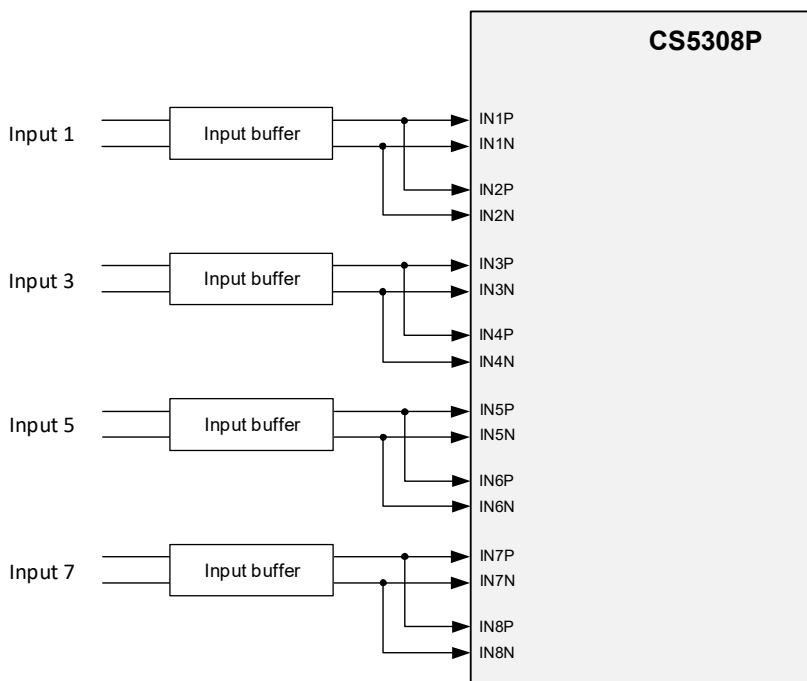 CS5308P
Input 1
Input buffer
IN1P
IN1N
IN2P
IN2N
Input 3
Input buffer
IN3P
IN3N
IN4P
IN4N
Input 5
Input buffer
IN5P
IN5N
IN6P
IN6N
Input 7
Input buffer
IN7P
IN7N
IN8P
IN8N